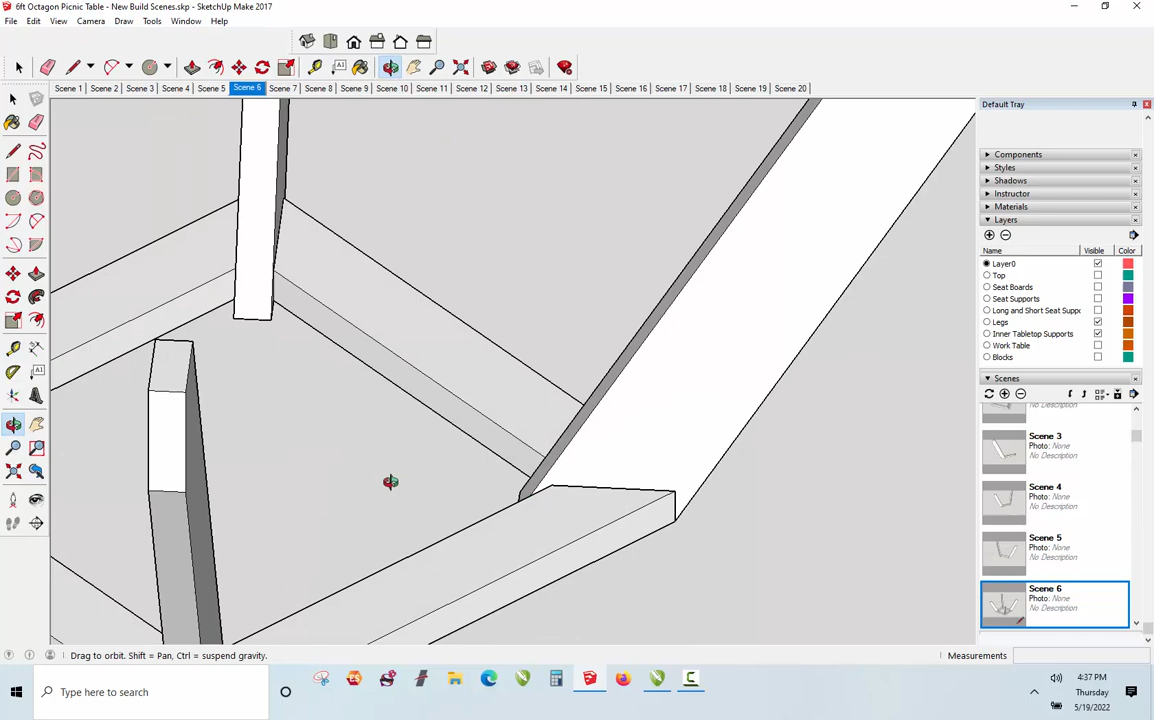 6ft Octagon Picnic Table - New Build Scenes.skp - SketchUp Make 2017
File Edit View Camera Draw Tools Window Help
Scene 1 Scene 2 Scene 3 Scene 4 Scene 5 Scene 6 Scene 7 Scene 8 Scene 9 Scene 10 Scene 11 Scene 12 Scene 13 Scene 14 Scene 15 Scene 16 Scene 17 Scene 18 Scene 19 Scene 20
Default Tray
Components
Styles
Shadows
Instructor
Materials
Layers
Name Visible Color
Layer0
Top
Seat Boards
Seat Supports
Long and Short Seat Suppo
Legs
Inner Tabletop Supports
Work Table
Blocks
Scenes
No Description
Scene 3
Photo: None
No Description
Scene 4
Photo: None
No Description
Scene 5
Photo: None
No Description
Scene 6
Photo: None
No Description
Drag to orbit. Shift = Pan, Ctrl = suspend gravity.
Measurements
Type here to search
4:37 PM
Thursday
5/19/2022